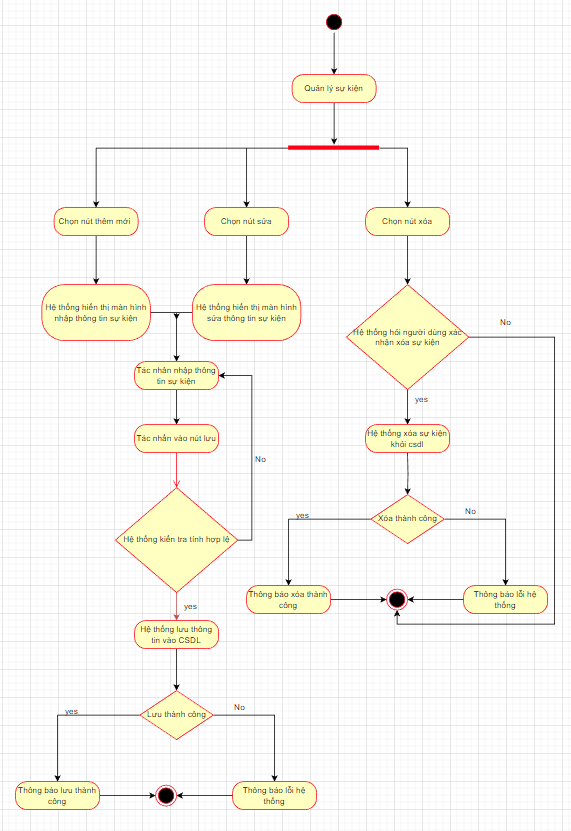 Quản lý sự kiện
Chọn nút thêm mới
Chọn nút sửa
Chọn nút xóa
Hệ thống hiển thị màn hình
nhập thông tin sự kiện
Hệ thống hiển thị màn hình
sửa thông tin sự kiện
Hệ thống hỏi người dùng xác
nhận xóa sự kiện
No
yes
Tác nhân nhập thông
tin sự kiện
Tác nhấn vào nút lưu
Hệ thống xóa sự kiện
khỏi csdl
No
Xóa thành công
yes
No
Hệ thống kiến tra tính hợp lệ
yes
Thông báo xóa thành
công
Thông báo lỗi hệ
thống
Hệ thống lưu thông
tin vào CSDL
Lưu thành công
yes
No
Thông báo lưu thành
công
Thông báo lỗi hệ
thống